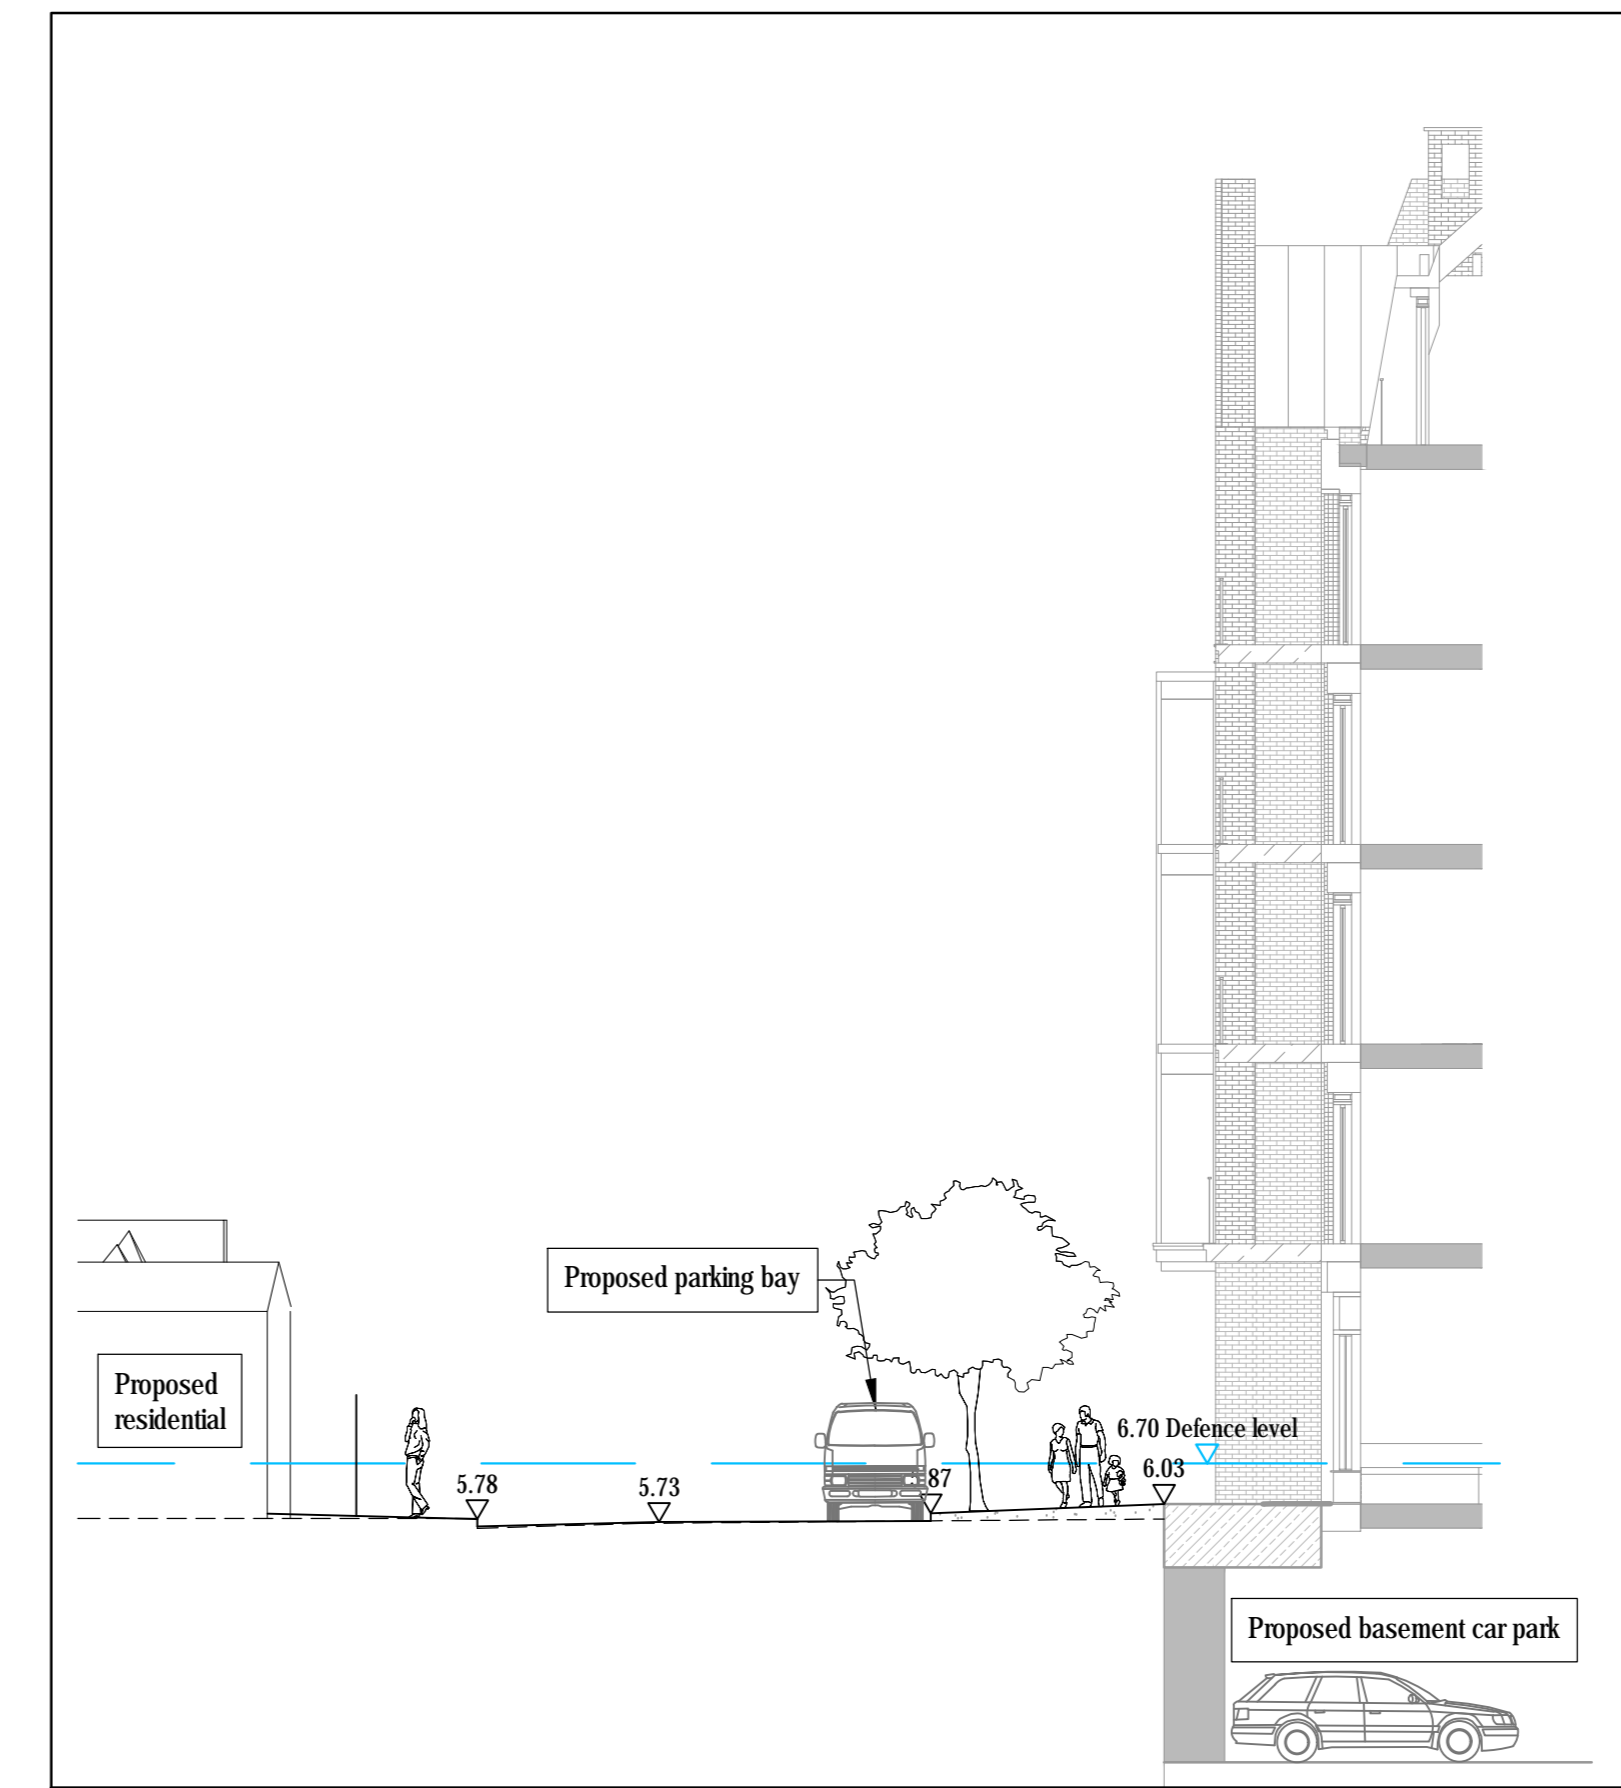 Proposed parking bay
Proposed
residential
6.70 Defence level
5.78
5.73
87
6.03
Proposed basement car park